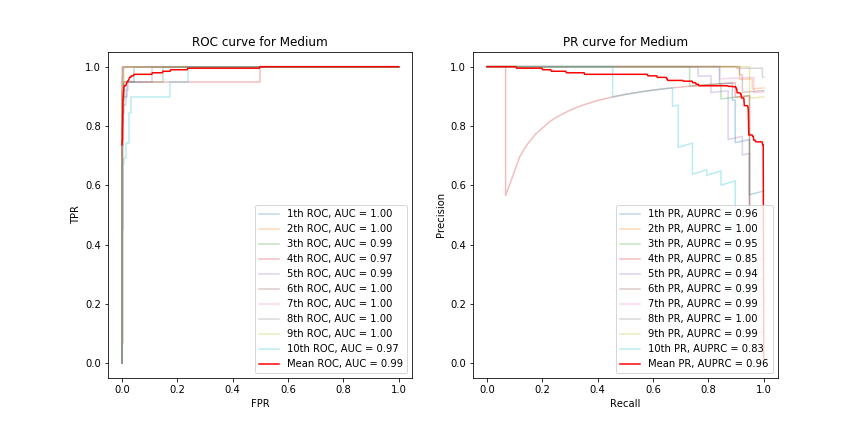 ROC curve for Medium
TPR
1.0
0.8
0.6
0.4
0.2
0.0
0.0 0.2 0.4 0.6 0.8 1.0
FPR
1th ROC, AUC = 1.00
2th ROC, AUC = 1.00
3th ROC, AUC = 0.99
4th ROC, AUC = 0.97
5th ROC, AUC = 0.99
6th ROC, AUC = 1.00
7th ROC, AUC = 1.00
8th ROC, AUC = 1.00
9th ROC, AUC = 1.00
10th ROC, AUC = 0.97
Mean ROC, AUC = 0.99
PR curve for Medium
Precision
1.0
0.8
0.6
0.4
0.2
0.0
0.0 0.2 0.4 0.6 0.8 1.0
Recall
1th PR, AUPRC = 0.96
2th PR, AUPRC = 1.00
3th PR, AUPRC = 0.95
4th PR, AUPRC = 0.85
5th PR, AUPRC = 0.94
6th PR, AUPRC = 0.99
7th PR, AUPRC = 0.99
8th PR, AUPRC = 1.00
9th PR, AUPRC = 0.99
10th PR, AUPRC = 0.83
Mean PR, AUPRC = 0.96